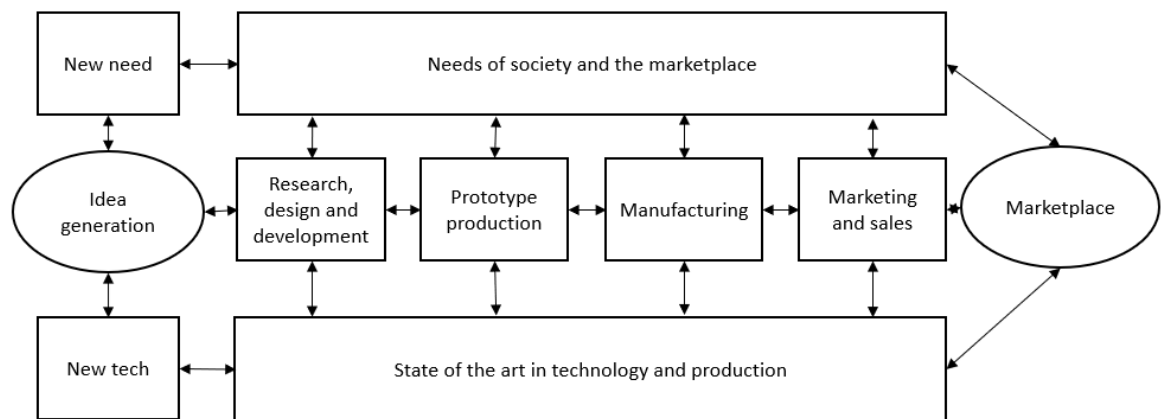 New need
Needs of society and the marketplace
Idea
generation
Research,
design and
development
Prototype
production
Manufacturing
Marketing
and sales
Marketplace
New tech
State of the art in technology and production